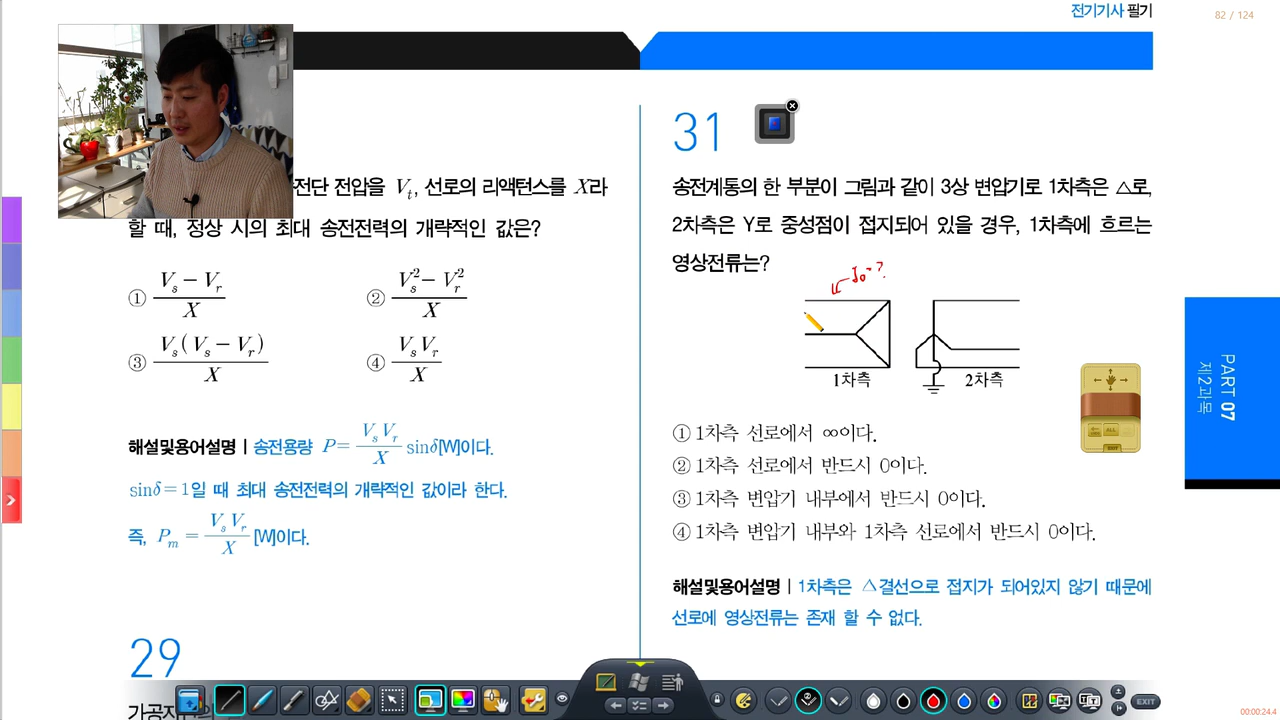 전기기사 필기
82 / 124
전단 전압을 Vt, 선로의 리액턴스를 X라
할 때, 정상 시의 최대 송전전력의 개략적인 값은?
① (Vs − Vr) / X
② (Vs² − Vr²) / X
③ Vs(Vs − Vr) / X
④ Vs Vr / X
해설및용어설명 | 송전용량 P = (Vs Vr / X) sinδ[W]이다.
sinδ = 1일 때 최대 송전전력의 개략적인 값이라 한다.
즉, Pm = Vs Vr / X [W]이다.
29
31
송전계통의 한 부분이 그림과 같이 3상 변압기로 1차측은 △로,
2차측은 Y로 중성점이 접지되어 있을 경우, 1차측에 흐르는
영상전류는?
I₀ = ?
1차측
2차측
① 1차측 선로에서 ∞이다.
② 1차측 선로에서 반드시 0이다.
③ 1차측 변압기 내부에서 반드시 0이다.
④ 1차측 변압기 내부와 1차측 선로에서 반드시 0이다.
해설및용어설명 | 1차측은 △결선으로 접지가 되어있지 않기 때문에
선로에 영상전류는 존재 할 수 없다.
PART 07
제2과목
ALL
EXIT
EXIT
00:00:24.4